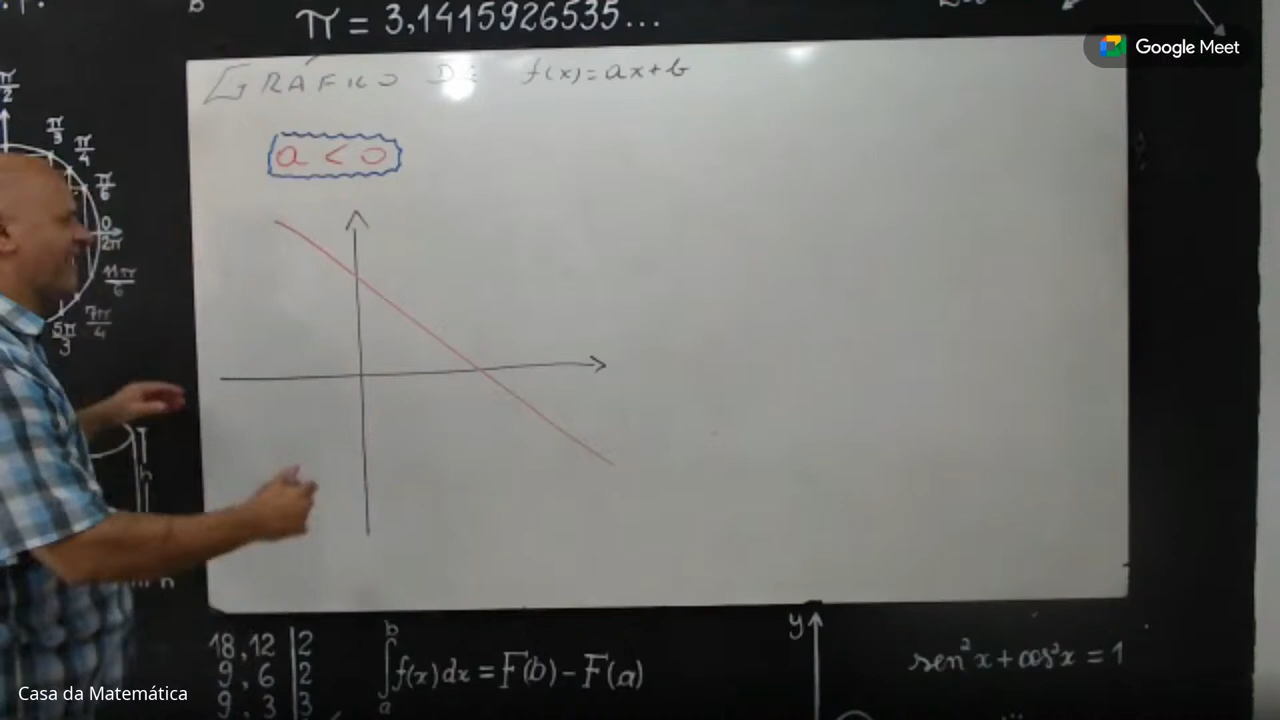 π = 3,1415926535...
Google Meet
GRÁFICO DE f(x)=ax+b
a < 0
π/2
π/3
π/4
π/6
0
2π
11π/6
7π/4
5π/3
h
18,12 | 2
9,6 | 2
9,3 | 3
∫ₐᵇ f(x)dx = F(b) - F(a)
y
sen²x + cos²x = 1
Casa da Matemática